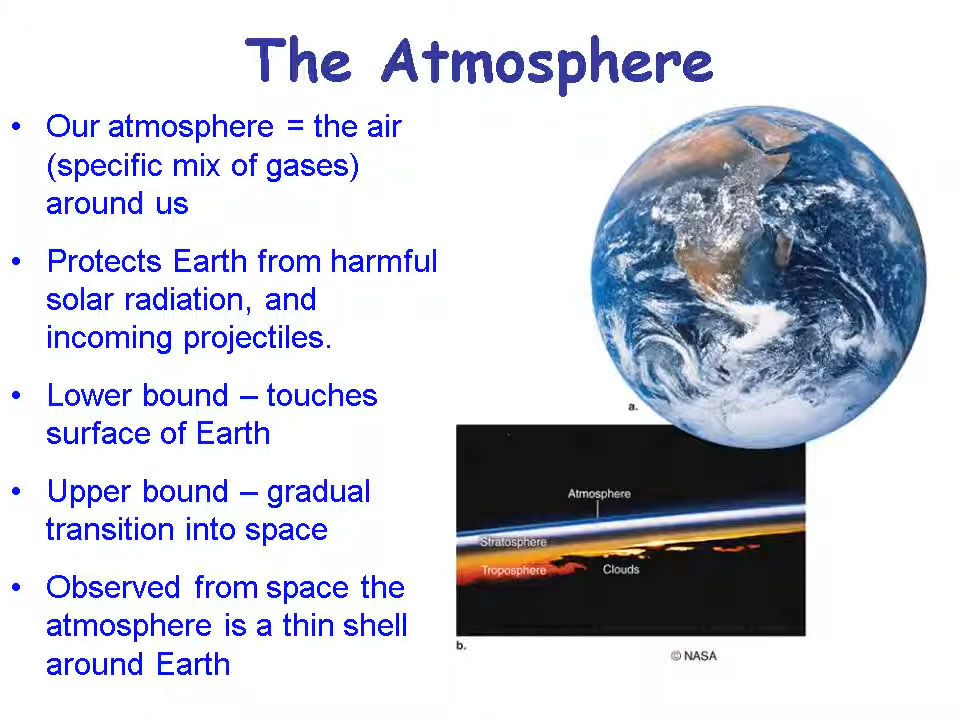 The Atmosphere
• Our atmosphere = the air
(specific mix of gases)
around us
• Protects Earth from harmful
solar radiation, and
incoming projectiles.
• Lower bound – touches
surface of Earth
• Upper bound – gradual
transition into space
• Observed from space the
atmosphere is a thin shell
around Earth
a.
Atmosphere
Stratosphere
Troposphere
Clouds
b.
© NASA